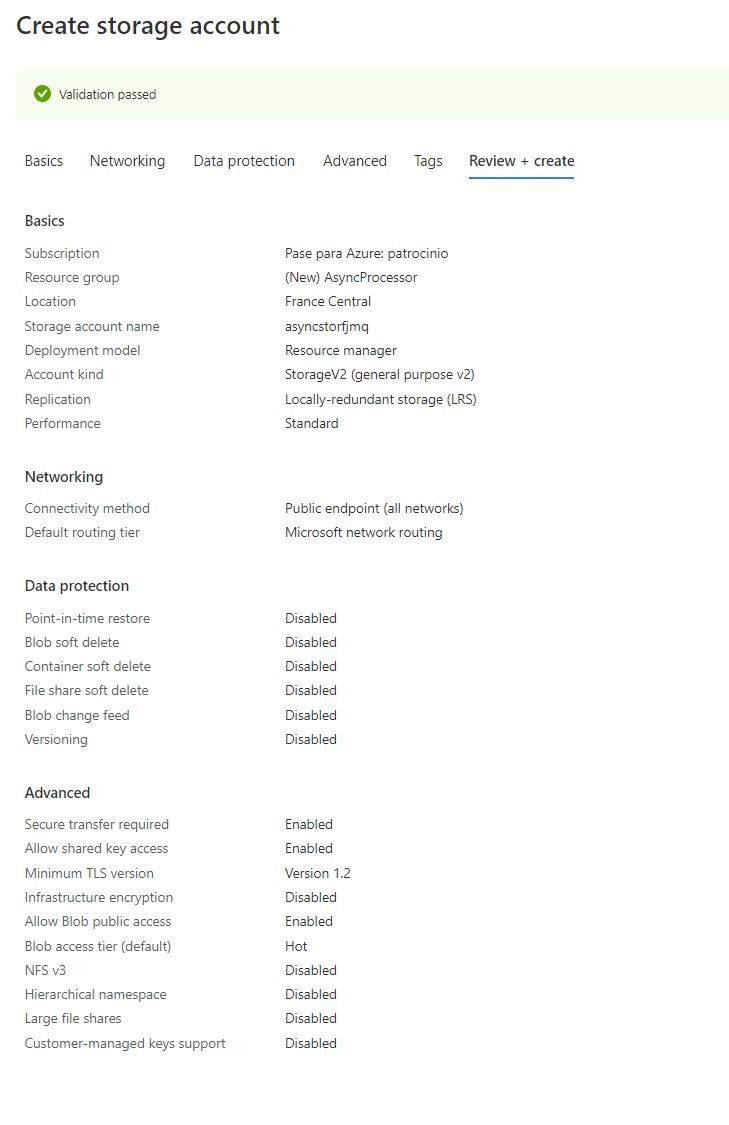 Create storage account
Validation passed
Basics Networking Data protection Advanced Tags Review + create
Basics
Subscription Pase para Azure: patrocinio
Resource group (New) AsyncProcessor
Location France Central
Storage account name asyncstorfjmq
Deployment model Resource manager
Account kind StorageV2 (general purpose v2)
Replication Locally-redundant storage (LRS)
Performance Standard
Networking
Connectivity method Public endpoint (all networks)
Default routing tier Microsoft network routing
Data protection
Point-in-time restore Disabled
Blob soft delete Disabled
Container soft delete Disabled
File share soft delete Disabled
Blob change feed Disabled
Versioning Disabled
Advanced
Secure transfer required Enabled
Allow shared key access Enabled
Minimum TLS version Version 1.2
Infrastructure encryption Disabled
Allow Blob public access Enabled
Blob access tier (default) Hot
NFS v3 Disabled
Hierarchical namespace Disabled
Large file shares Disabled
Customer-managed keys support Disabled